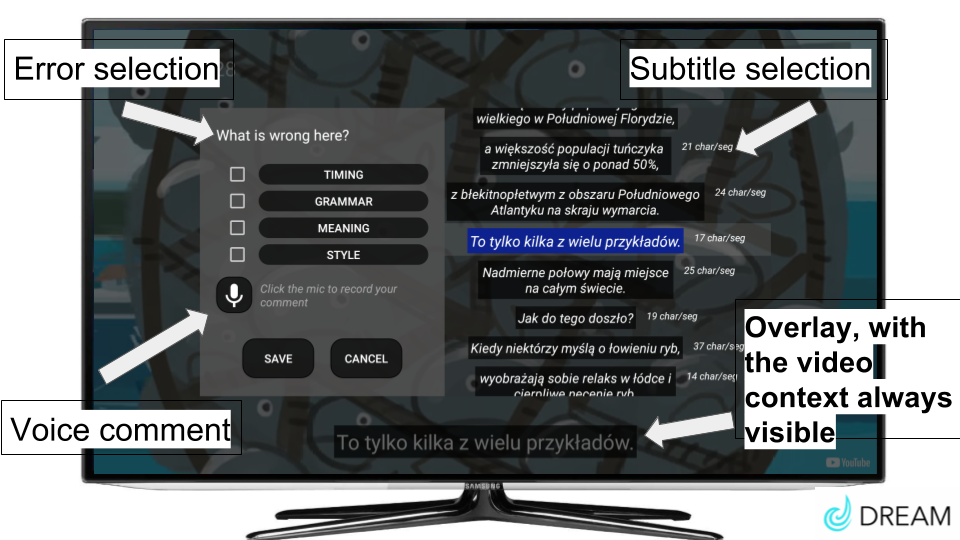 Error selection
28
Subtitle selection
What is wrong here?
TIMING
GRAMMAR
MEANING
STYLE
Click the mic to record your
comment
SAVE
CANCEL
wielkiego w Południowej Florydzie,
a większość populacji tuńczyka
zmniejszyła się o ponad 50%,
21 char/seg
z błekitnopłetwym z obszaru Południowego
Atlantyku na skraju wymarcia.
24 char/seg
To tylko kilka z wielu przykładów.
17 char/seg
Nadmierne połowy mają miejsce
na całym świecie.
25 char/seg
Jak do tego doszło?
19 char/seg
Kiedy niektórzy myślą o łowieniu ryb,
37 char/seg
wyobrażają sobie relaks w łódce i
cierpliwe
14 char/seg
Voice comment
Overlay, with
the video
context always
visible
To tylko kilka z wielu przykładów.
YouTube
SAMSUNG
DREAM